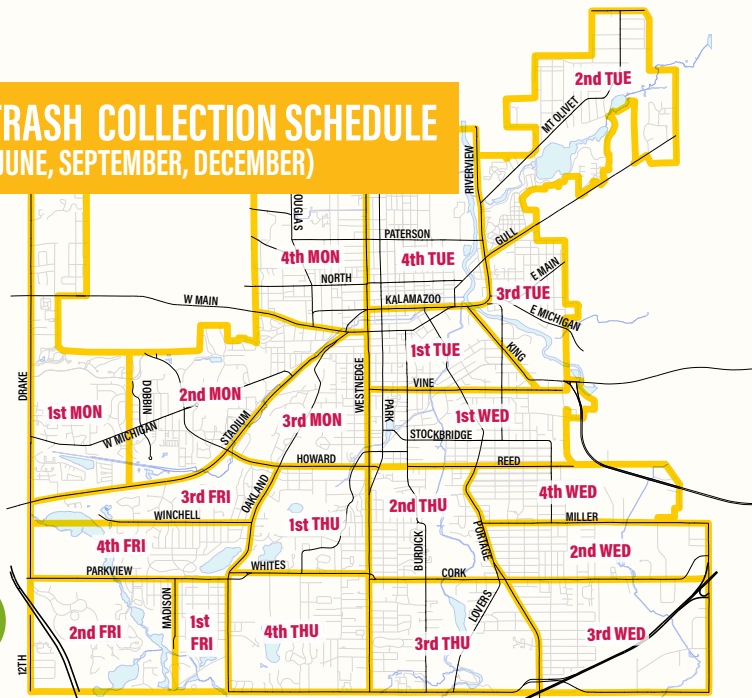 TRASH COLLECTION SCHEDULE
JUNE, SEPTEMBER, DECEMBER)
2nd TUE
MT OLIVET
RIVERVIEW
OUGLAS
PATERSON
GULL
4th MON
4th TUE
E MAIN
NORTH
3rd TUE
W MAIN
KALAMAZOO
E MICHIGAN
1st TUE
KING
DRAKE
WESTNEDGE
VINE
DOBBIN
2nd MON
1st MON
PARK
1st WED
3rd MON
STADIUM
W MICHIGAN
STOCKBRIDGE
HOWARD
REED
3rd FRI
OAKLAND
4th WED
2nd THU
WINCHELL
1st THU
MILLER
PORTAGE
4th FRI
BURDICK
2nd WED
PARKVIEW
WHITES
CORK
MADISON
LOVERS
1st
FRI
2nd FRI
4th THU
3rd THU
3rd WED
12TH